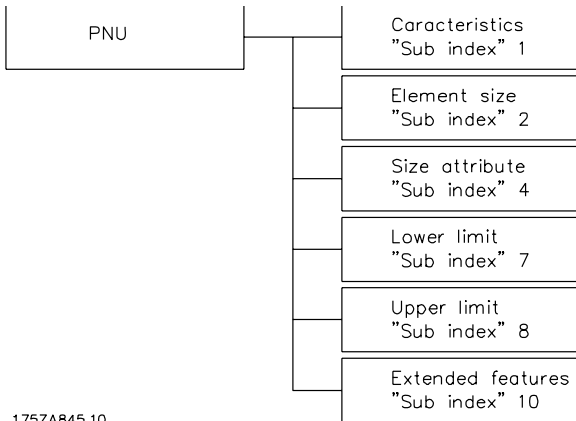 PNU
Caracteristics
"Sub index" 1
Element size
"Sub index" 2
Size attribute
"Sub index" 4
Lower limit
"Sub index" 7
Upper limit
"Sub index" 8
Extended features
"Sub index" 10
175ZA845.10